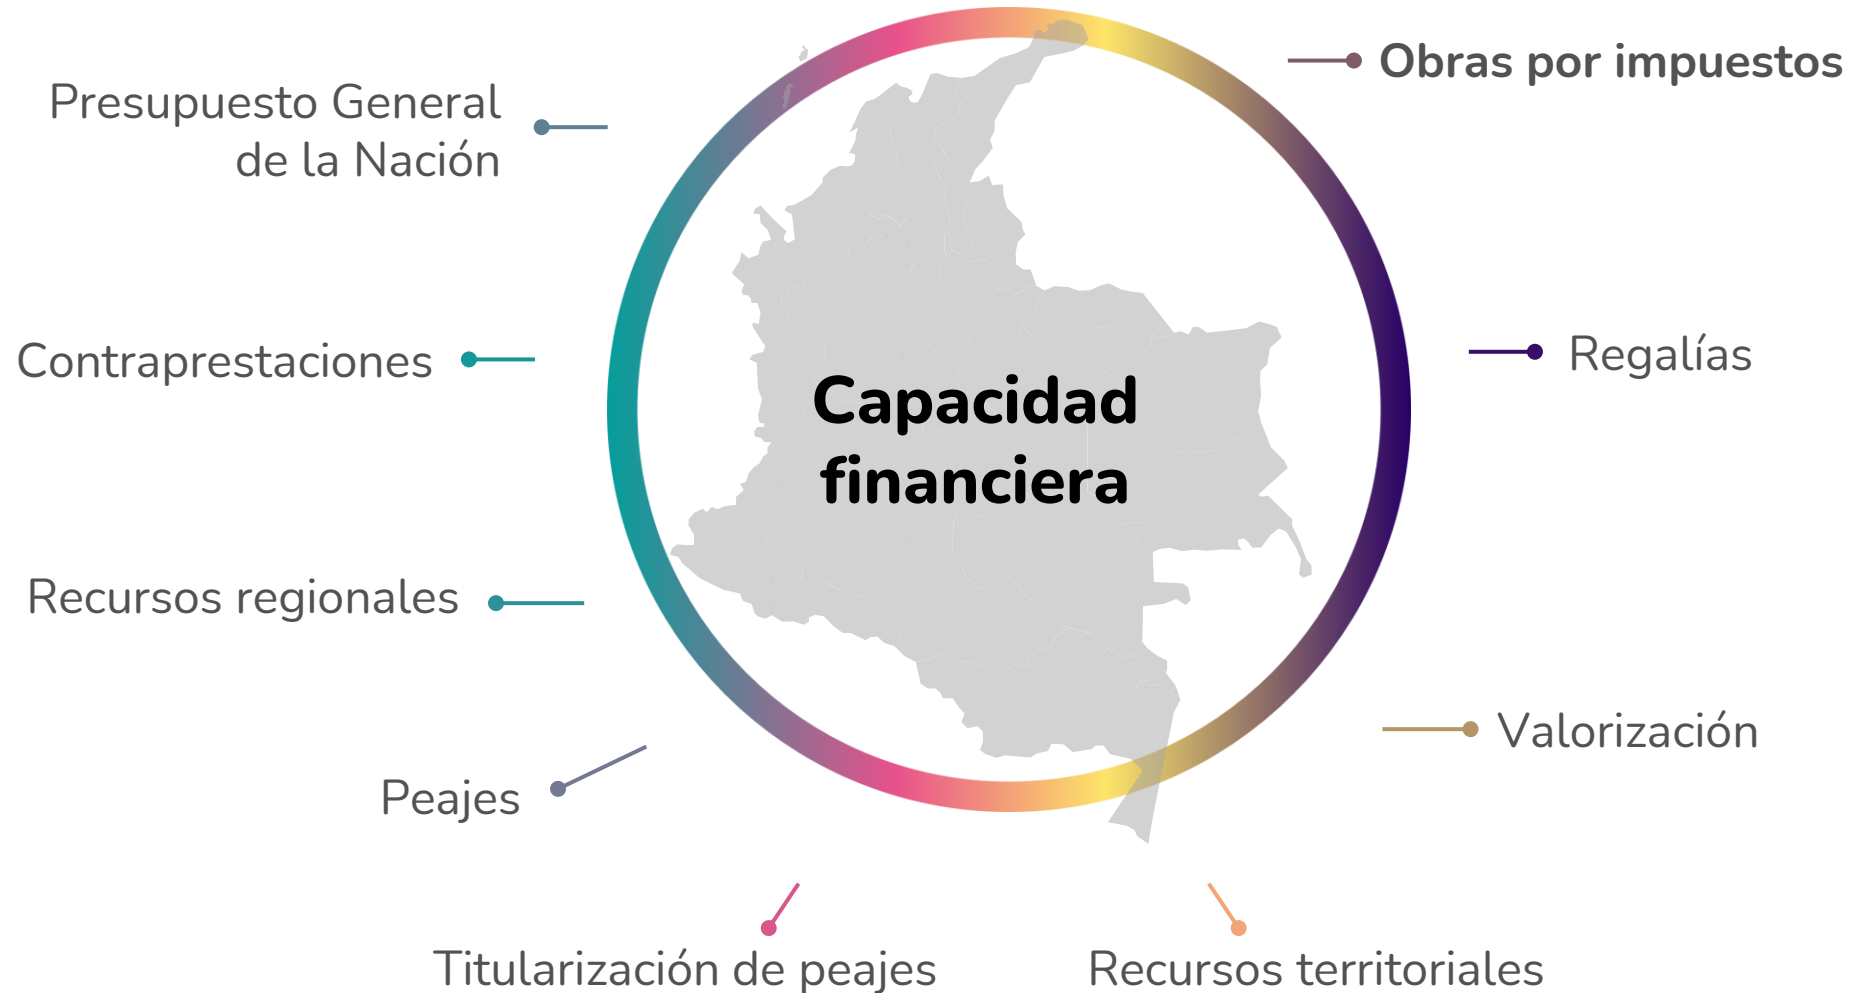 Obras por impuestos
Presupuesto General
de la Nación
Contraprestaciones
Regalías
Capacidad
financiera
Recursos regionales
Valorización
Peajes
Titularización de peajes
Recursos territoriales